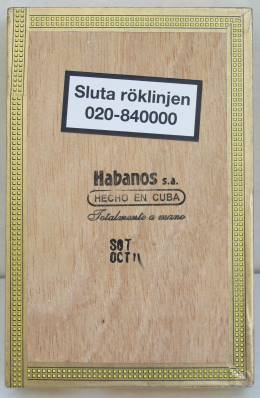 Sluta röklinjen
020-840000
Habanos s.a.
HECHO EN CUBA
Totalmente a mano
SOT
OCT 11